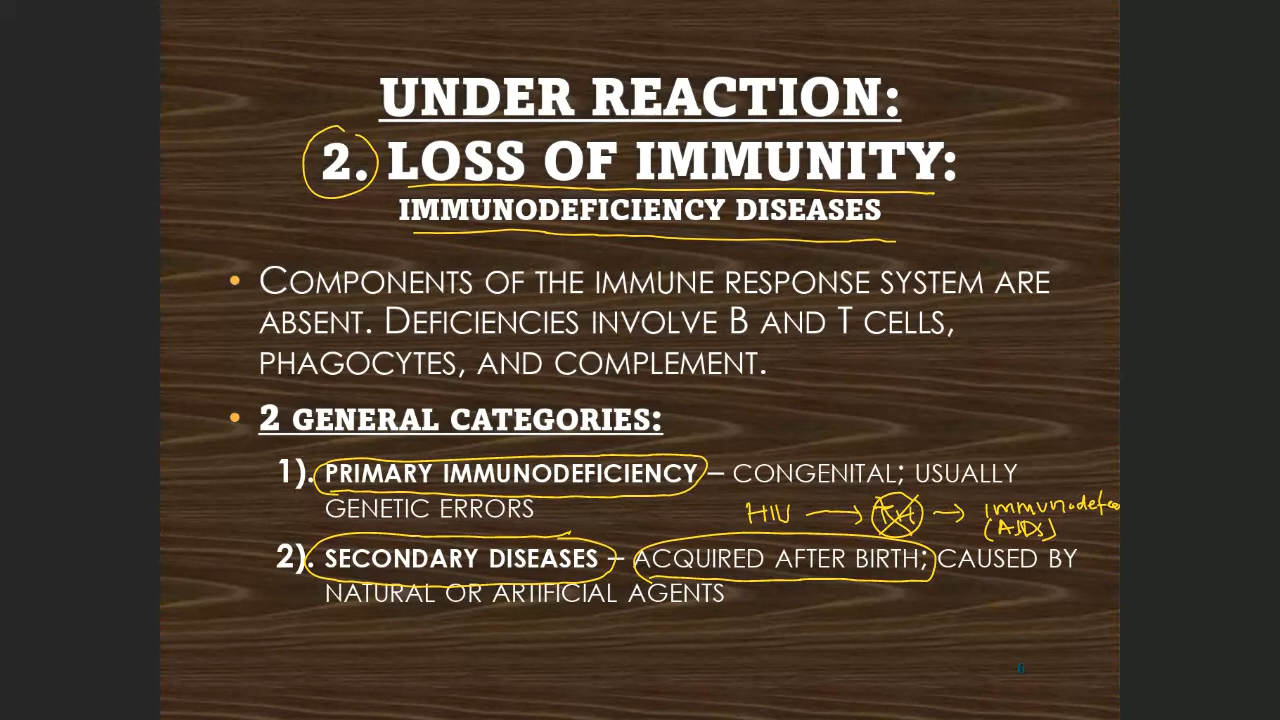 UNDER REACTION:
2. LOSS OF IMMUNITY:
IMMUNODEFICIENCY DISEASES
• COMPONENTS OF THE IMMUNE RESPONSE SYSTEM ARE
ABSENT. DEFICIENCIES INVOLVE B AND T CELLS,
PHAGOCYTES, AND COMPLEMENT.
• 2 GENERAL CATEGORIES:
1). PRIMARY IMMUNODEFICIENCY – CONGENITAL; USUALLY
GENETIC ERRORS
HIV → TH → immunodefec
(AIDs)
2). SECONDARY DISEASES – ACQUIRED AFTER BIRTH; CAUSED BY
NATURAL OR ARTIFICIAL AGENTS
6